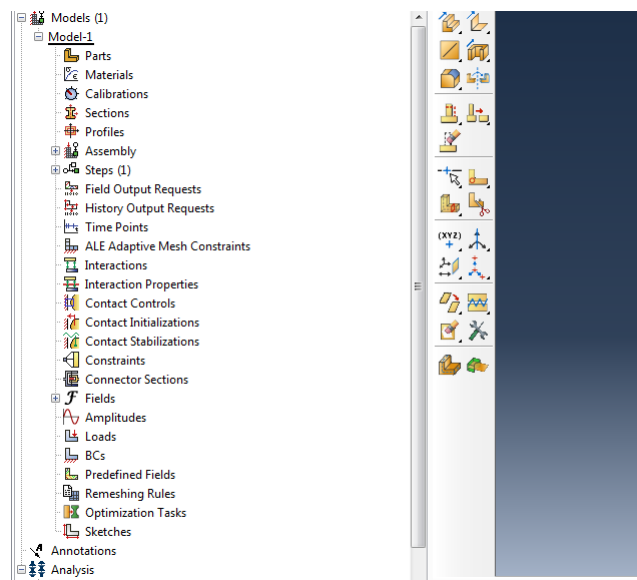 Models (1)
Model-1
Parts
Materials
Calibrations
Sections
Profiles
Assembly
Steps (1)
Field Output Requests
History Output Requests
Time Points
ALE Adaptive Mesh Constraints
Interactions
Interaction Properties
Contact Controls
Contact Initializations
Contact Stabilizations
Constraints
Connector Sections
Fields
Amplitudes
Loads
BCs
Predefined Fields
Remeshing Rules
Optimization Tasks
Sketches
Annotations
Analysis
(XYZ)